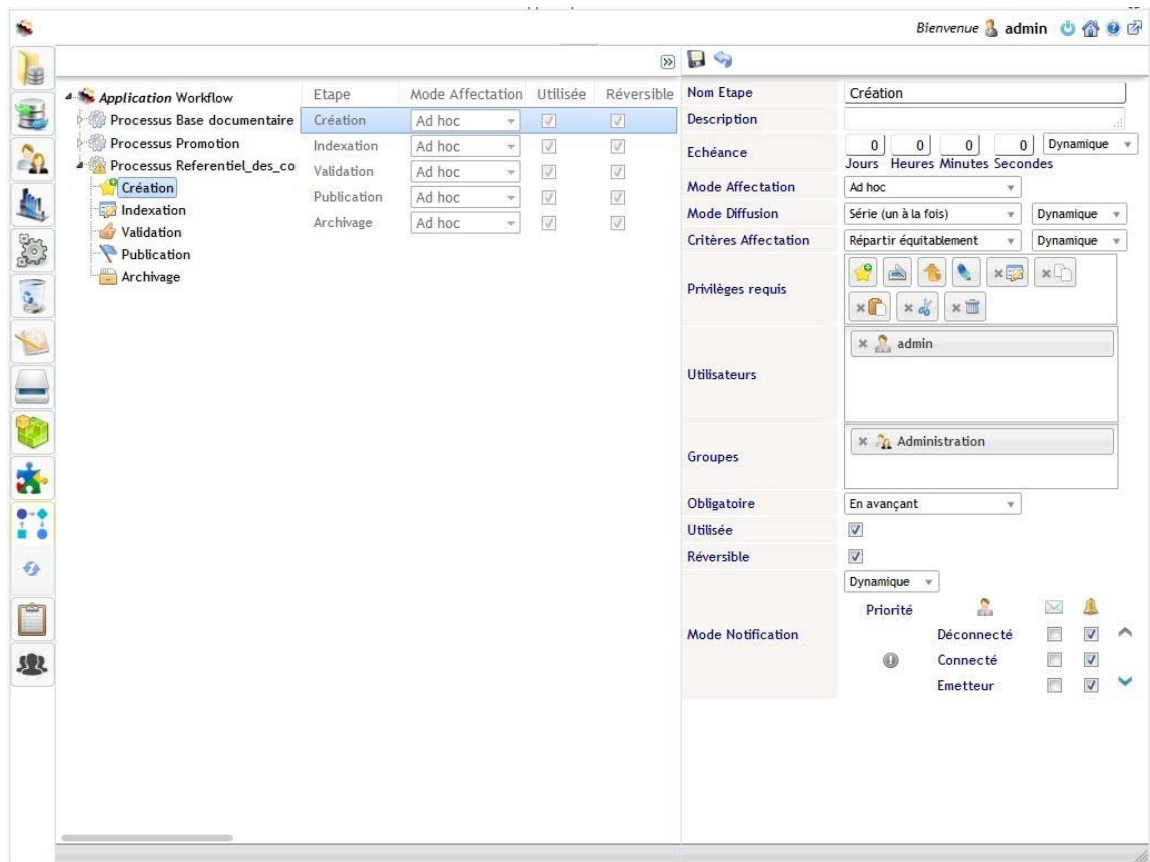 Bienvenue admin
Application Workflow
Processus Base documentaire
Processus Promotion
Processus Referentiel_des_co
Création
Indexation
Validation
Publication
Archivage
Etape Mode Affectation Utilisée Réversible
Création Ad hoc
Indexation Ad hoc
Validation Ad hoc
Publication Ad hoc
Archivage Ad hoc
Nom Etape Création
Description
Echéance 0 0 0 0 Dynamique
Jours Heures Minutes Secondes
Mode Affectation Ad hoc
Mode Diffusion Série (un à la fois) Dynamique
Critères Affectation Répartir équitablement Dynamique
Privilèges requis
Utilisateurs admin
Groupes Administration
Obligatoire En avançant
Utilisée
Réversible
Mode Notification Dynamique
Priorité
Déconnecté
Connecté
Emetteur